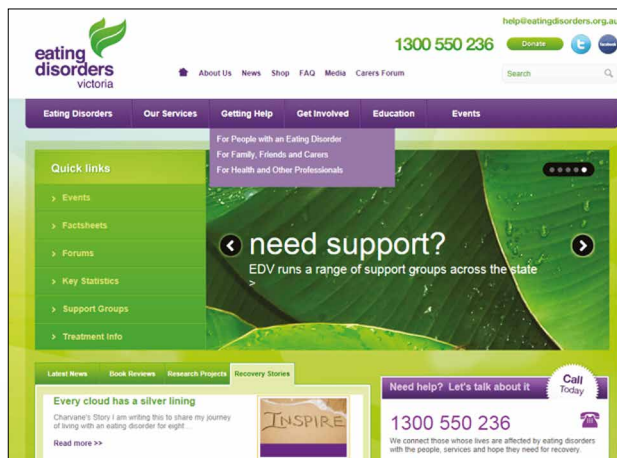 help@eatingdisorders.org.au
1300 550 236
Donate
facebook
eating
disorders
victoria
About Us News Shop FAQ Media Carers Forum
Search
Eating Disorders Our Services Getting Help Get Involved Education Events
For People with an Eating Disorder
For Family, Friends and Carers
For Health and Other Professionals
Quick links
> Events
> Factsheets
> Forums
> Key Statistics
> Support Groups
> Treatment Info
need support?
EDV runs a range of support groups across the state
>
Latest News Book Reviews Research Projects Recovery Stories
Every cloud has a silver lining
Charvane's Story I am writing this to share my journey
of living with an eating disorder for eight ...
Read more >>
INSPIRE
Need help? Let's talk about it
Call
Today
1300 550 236
We connect those whose lives are affected by eating disorders
with the people, services and hope they need for recovery.